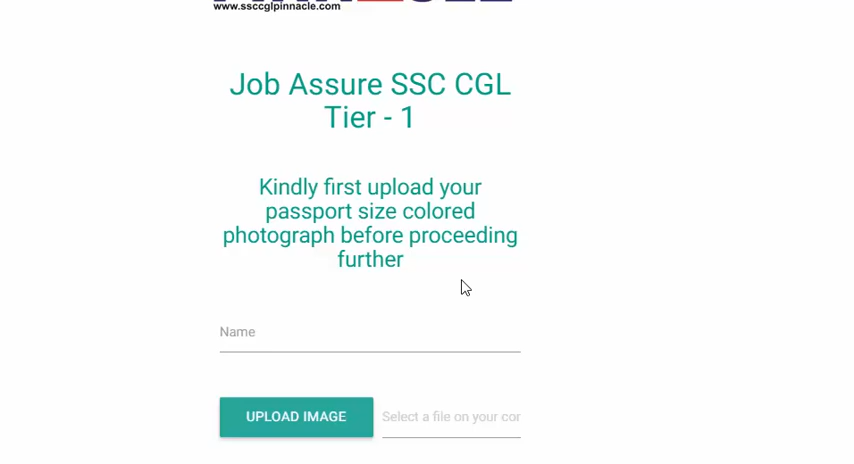 www.ssccglpinnacle.com
Job Assure SSC CGL
Tier - 1
Kindly first upload your
passport size colored
photograph before proceeding
further
Name
UPLOAD IMAGE Select a file on your cor